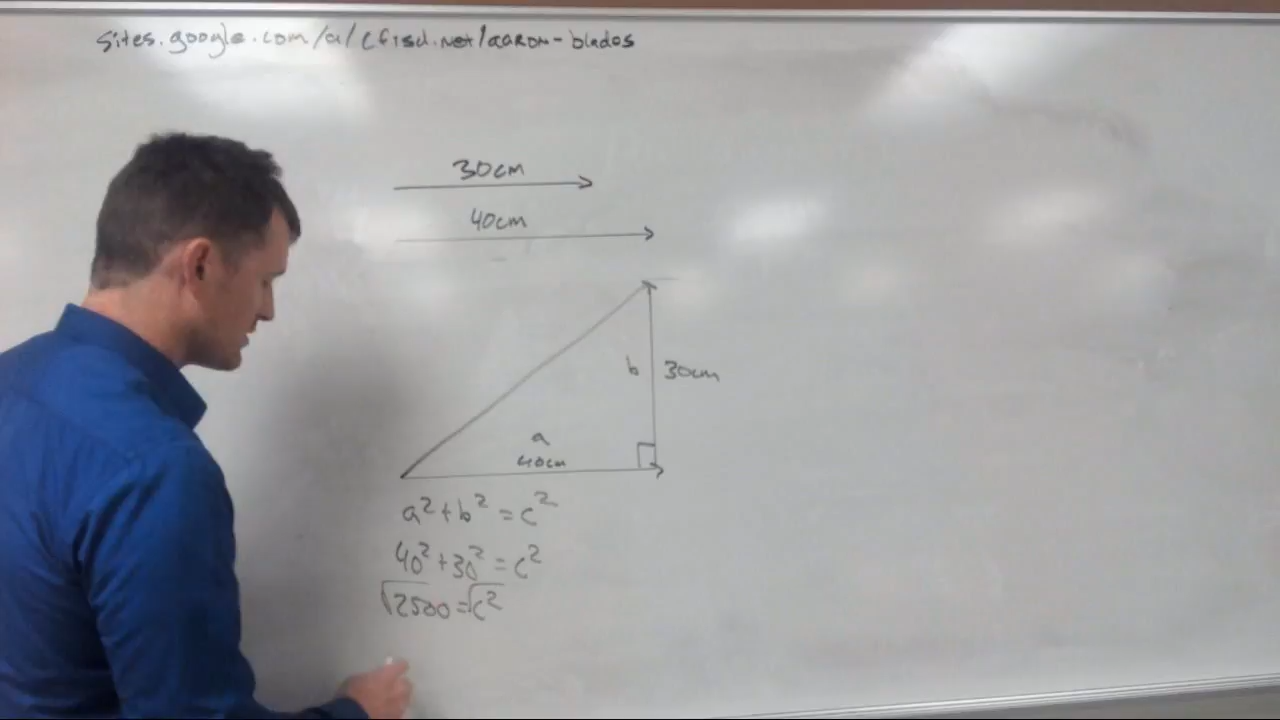 sites.google.com/a/cfisd.net/aaron-blados
30cm
40cm
b 30cm
a
40cm
a² + b² = c²
40² + 30² = c²
√2500 = √c²